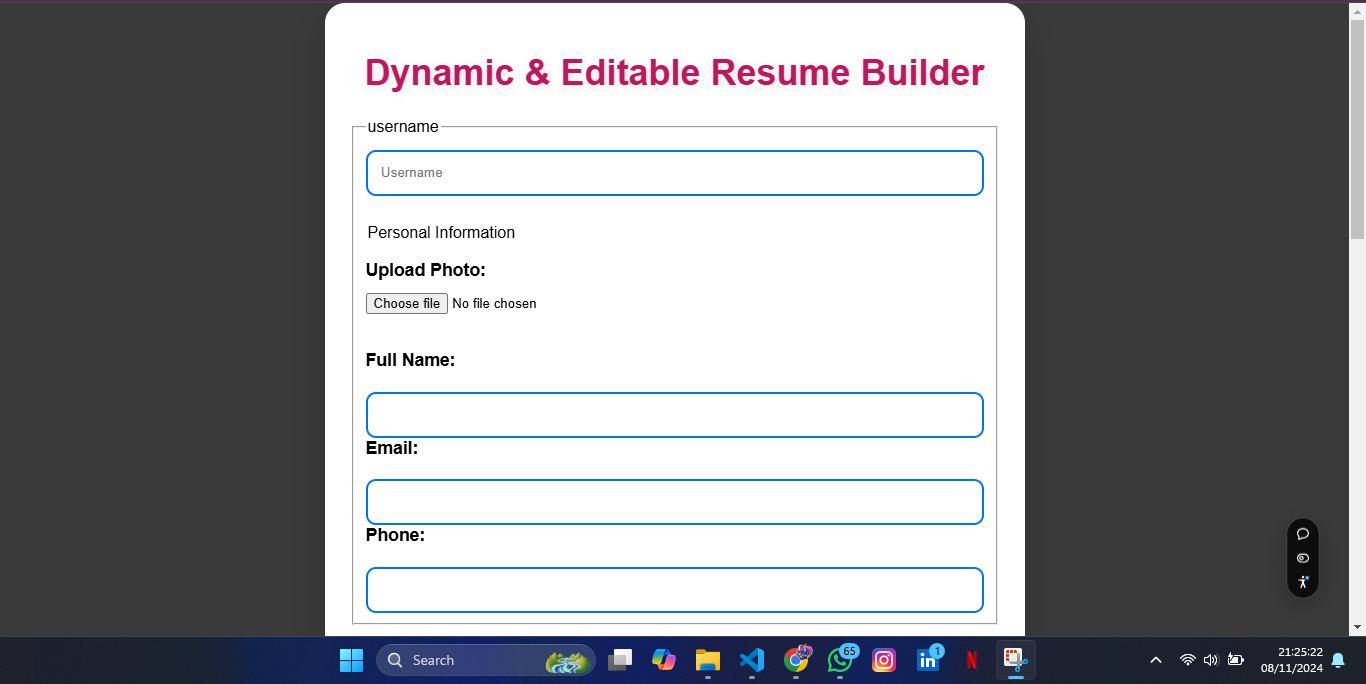 Dynamic & Editable Resume Builder
username
Username
Personal Information
Upload Photo:
Choose file No file chosen
Full Name:
Email:
Phone:
Search
65
1
21:25:22
08/11/2024